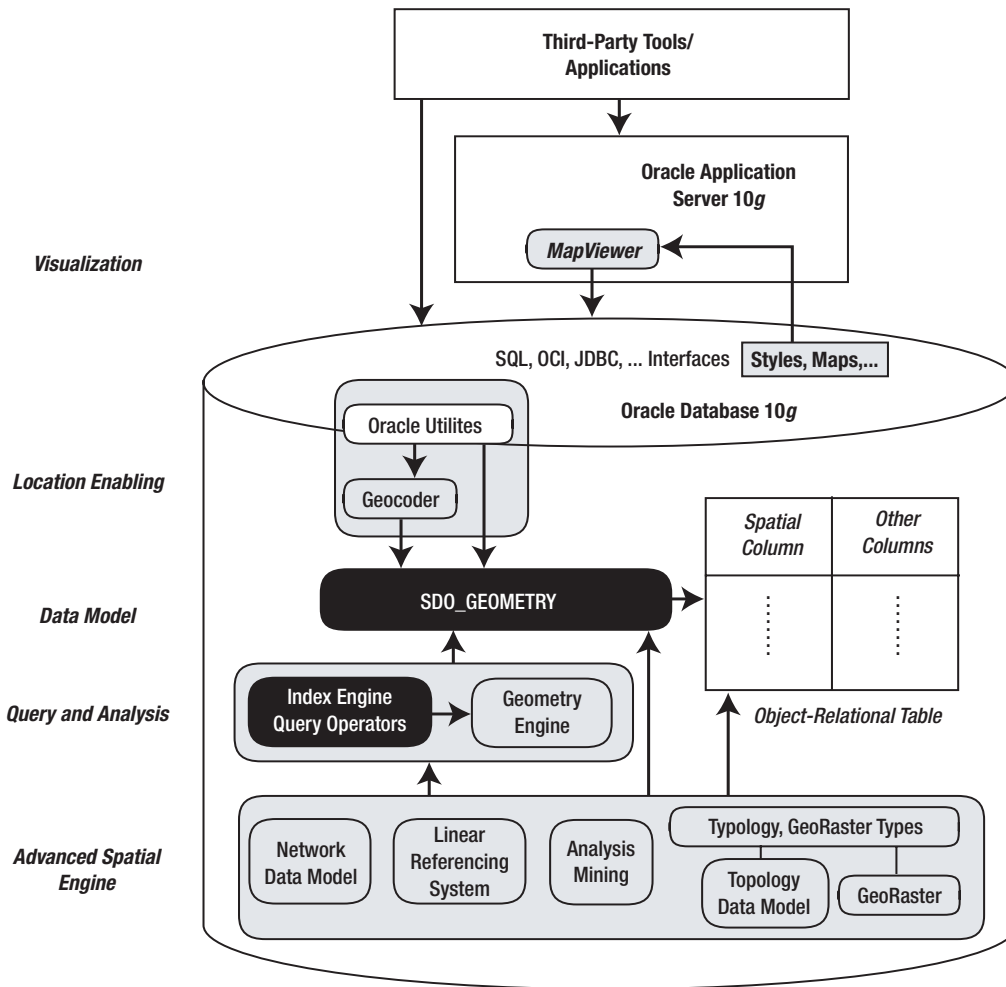 Third-Party Tools/
Applications
Oracle Application
Server 10g
MapViewer
Visualization
SQL, OCI, JDBC, ... Interfaces
Styles, Maps,...
Oracle Database 10g
Oracle Utilites
Location Enabling
Geocoder
Spatial
Column
Other
Columns
SDO_GEOMETRY
Data Model
Index Engine
Query Operators
Geometry
Engine
Query and Analysis
Object-Relational Table
Typology, GeoRaster Types
Network
Data Model
Linear
Referencing
System
Analysis
Mining
Topology
Data Model
GeoRaster
Advanced Spatial
Engine